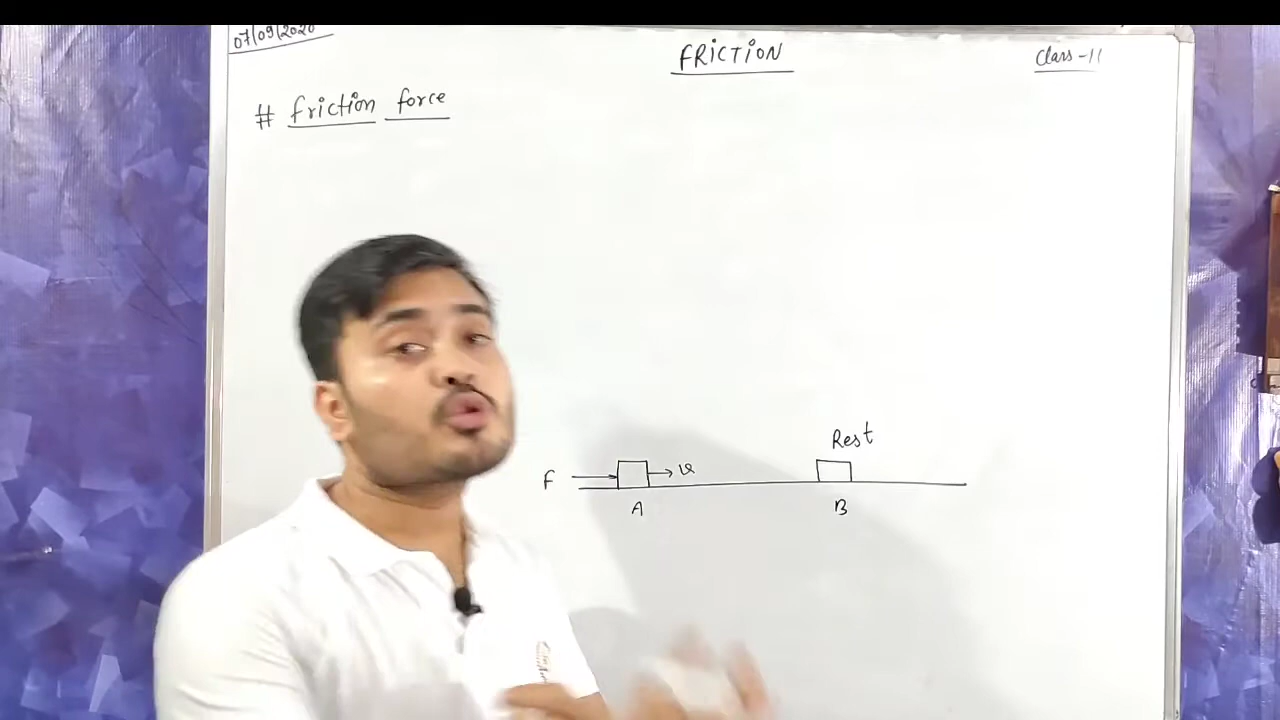 07/09/2020
FRICTION
Class-11
# friction force
Rest
F v
A B